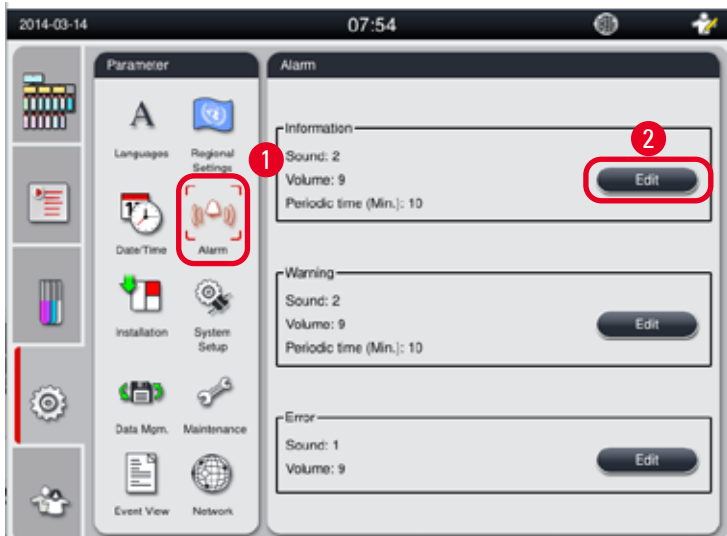 2014-03-14
07:54
Parameter
A
Languages
Regional
Settings
Date/Time
Alarm
Installation
System
Setup
Data Mgm.
Maintenance
Event View
Network
1
2
Alarm
Information
Sound: 2
Volume: 9
Periodic time (Min.): 10
Edit
Warning
Sound: 2
Volume: 9
Periodic time (Min.): 10
Edit
Error
Sound: 1
Volume: 9
Edit